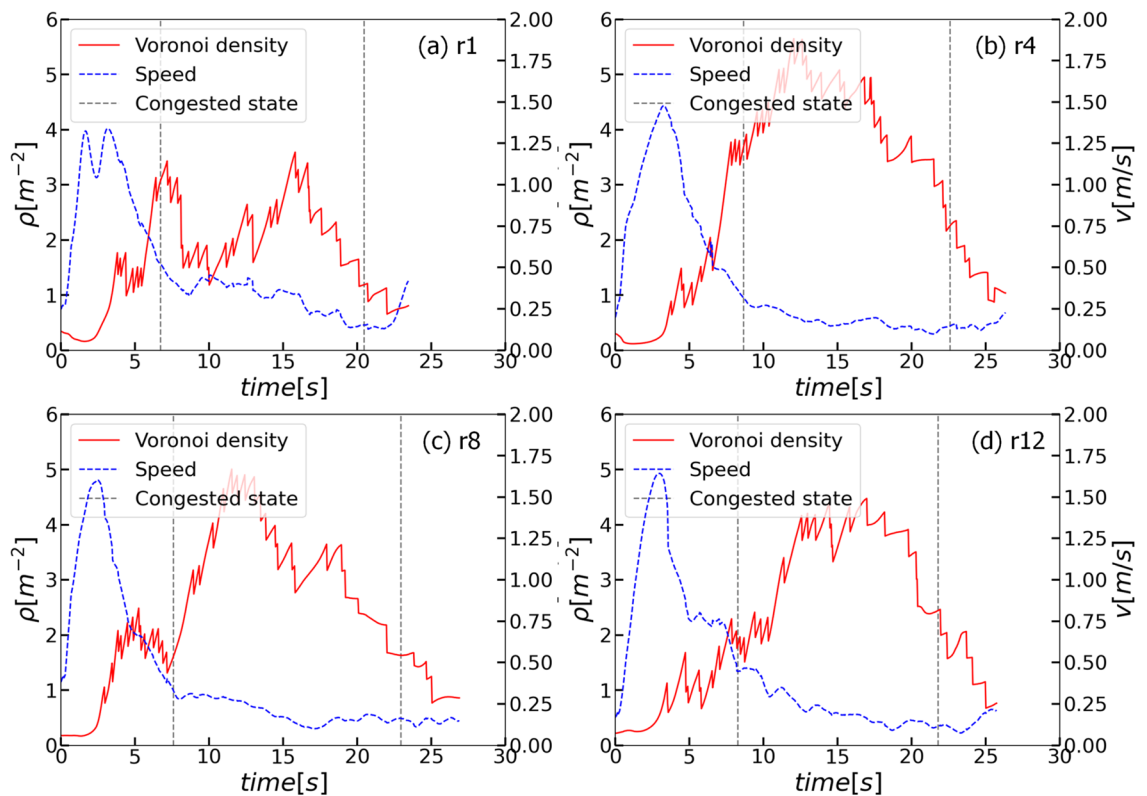 (a) r1
Voronoi density
Speed
Congested state
ρ[m⁻²]
6
5
4
3
2
1
0
2.00
1.75
1.50
1.25
1.00
0.75
0.50
0.25
0.00
0 5 10 15 20 25 30
time[s]
(b) r4
Voronoi density
Speed
Congested state
ρ[m⁻²]
6
5
4
3
2
1
0
2.00
1.75
1.50
1.25
1.00
0.75
0.50
0.25
0.00
v[m/s]
0 5 10 15 20 25 30
time[s]
(c) r8
Voronoi density
Speed
Congested state
ρ[m⁻²]
6
5
4
3
2
1
0
2.00
1.75
1.50
1.25
1.00
0.75
0.50
0.25
0.00
0 5 10 15 20 25 30
time[s]
(d) r12
Voronoi density
Speed
Congested state
ρ[m⁻²]
6
5
4
3
2
1
0
2.00
1.75
1.50
1.25
1.00
0.75
0.50
0.25
0.00
v[m/s]
0 5 10 15 20 25 30
time[s]